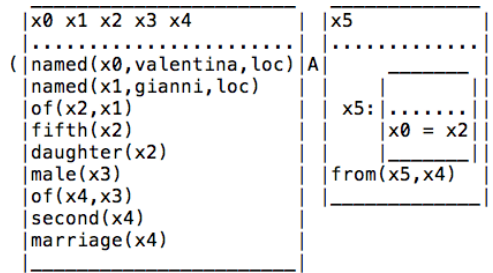 x0 x1 x2 x3 x4 x5
(named(x0,valentina,loc) A
named(x1,gianni,loc)
of(x2,x1) x5:
fifth(x2) x0 = x2
daughter(x2)
male(x3) from(x5,x4)
of(x4,x3)
second(x4)
marriage(x4)